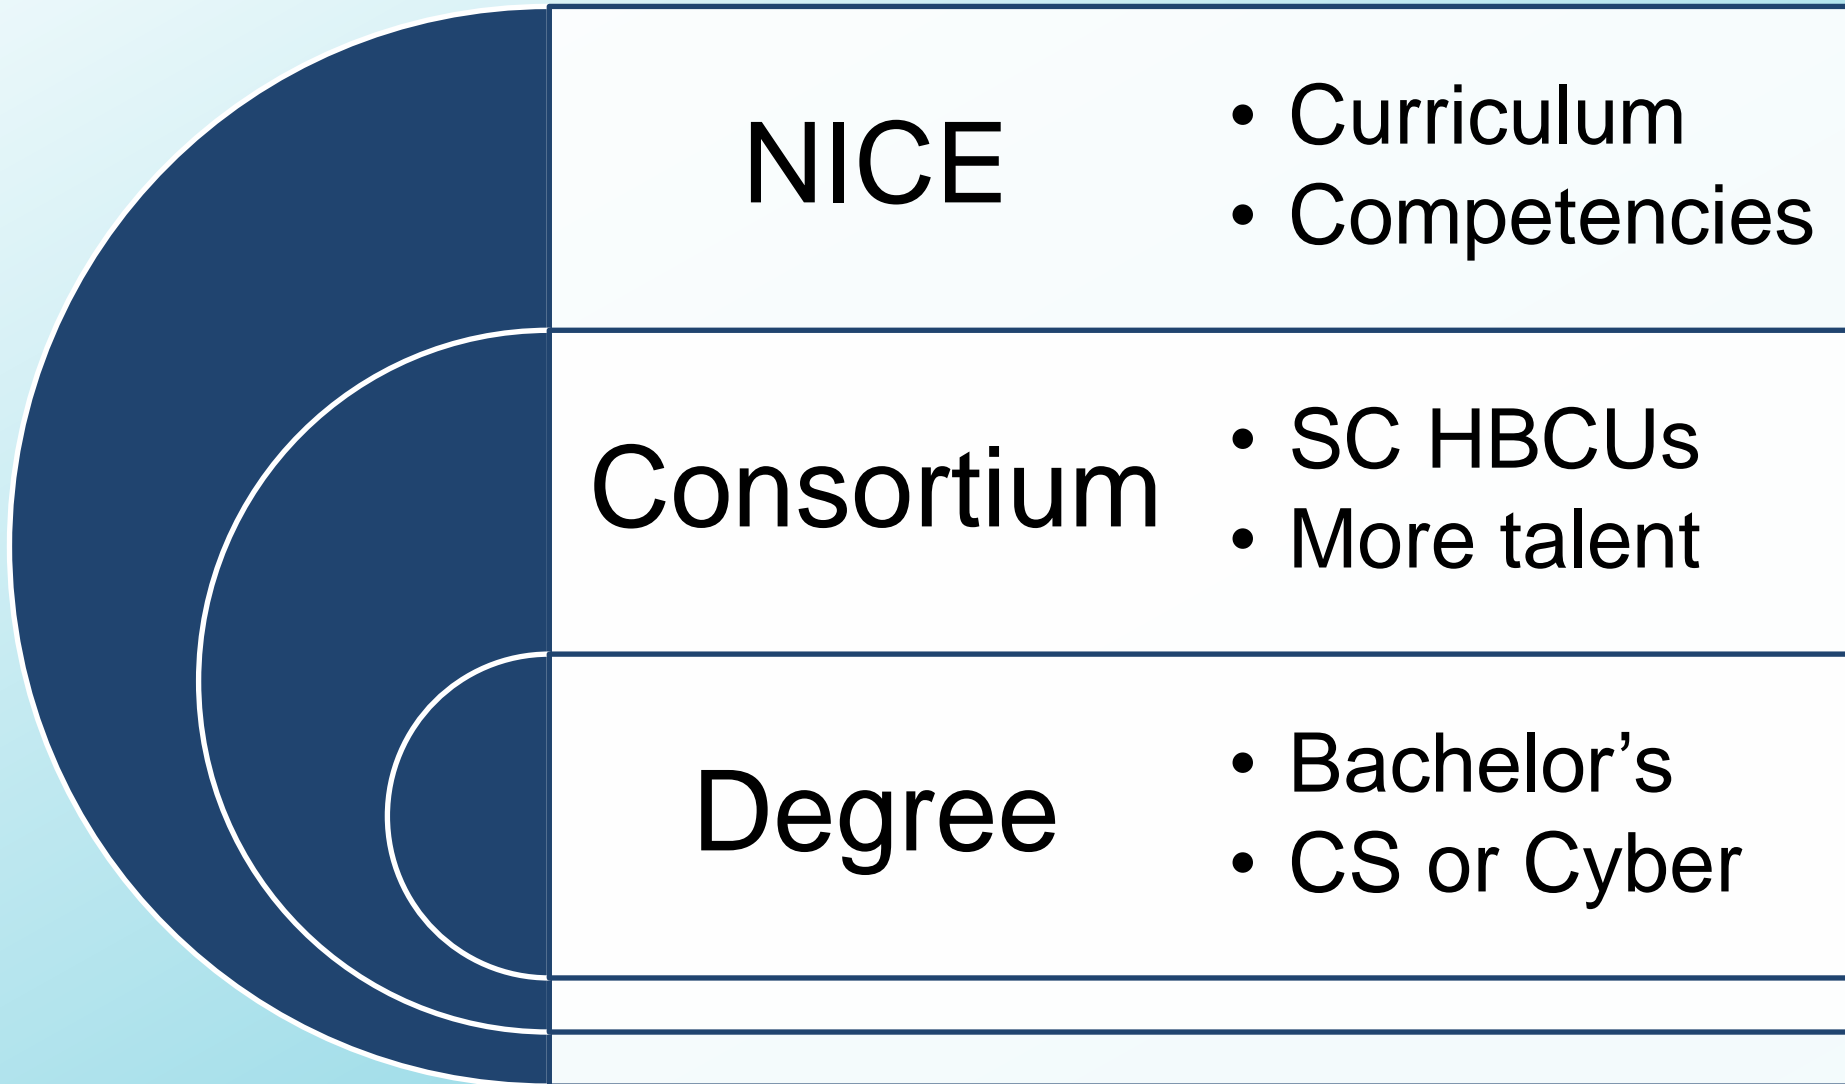 NICE
• Curriculum
• Competencies
Consortium
• SC HBCUs
• More talent
Degree
• Bachelor’s
• CS or Cyber